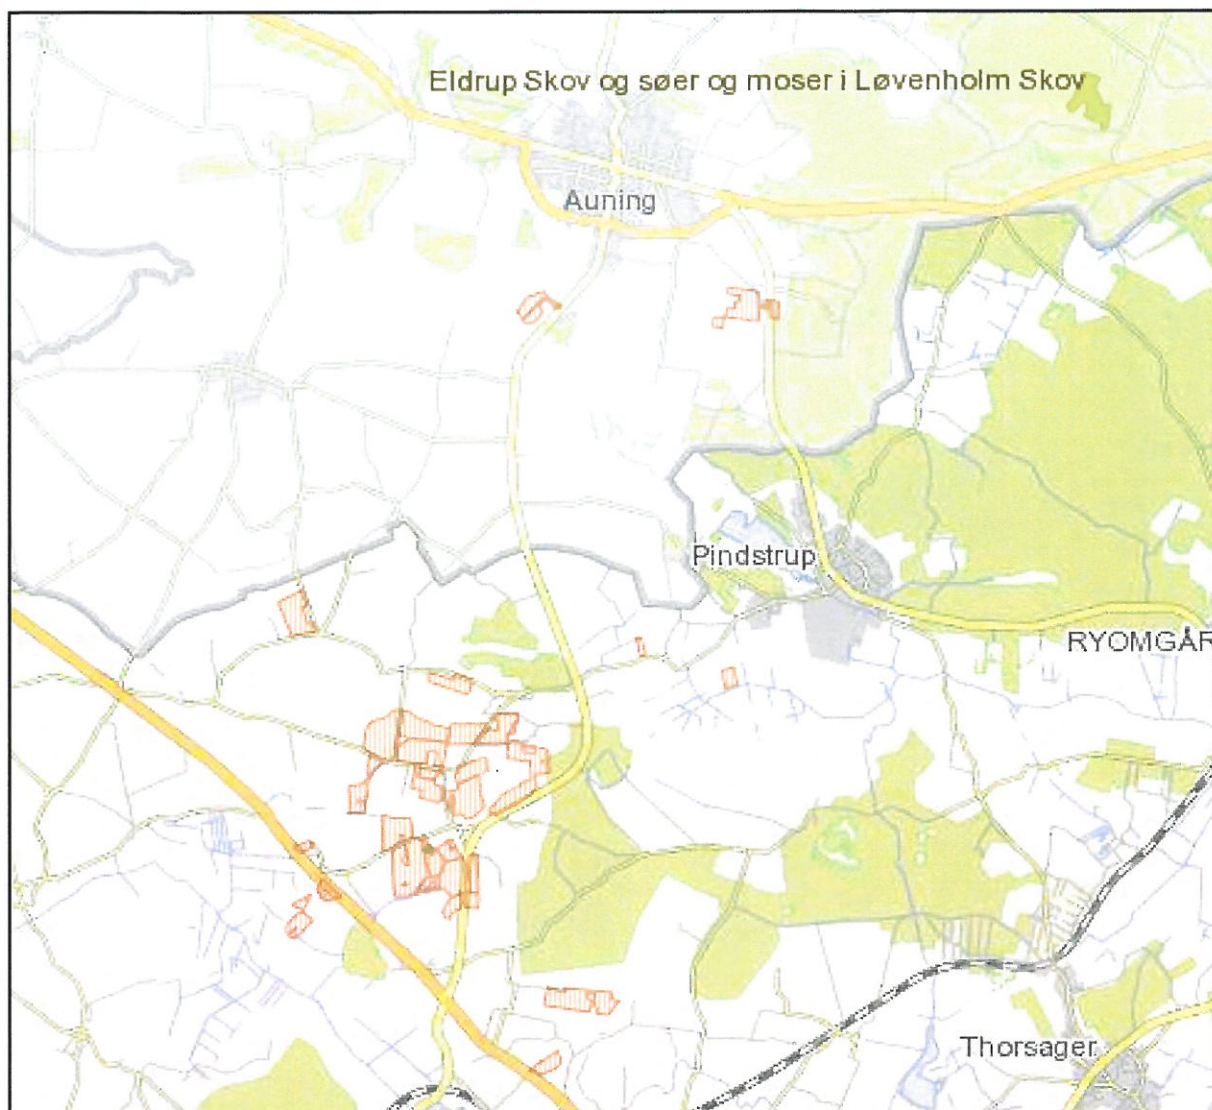 Eldrup Skov og søer og moser i Løvenholm Skov
Auning
Pindstrup
RYOMGÅR
Thorsager